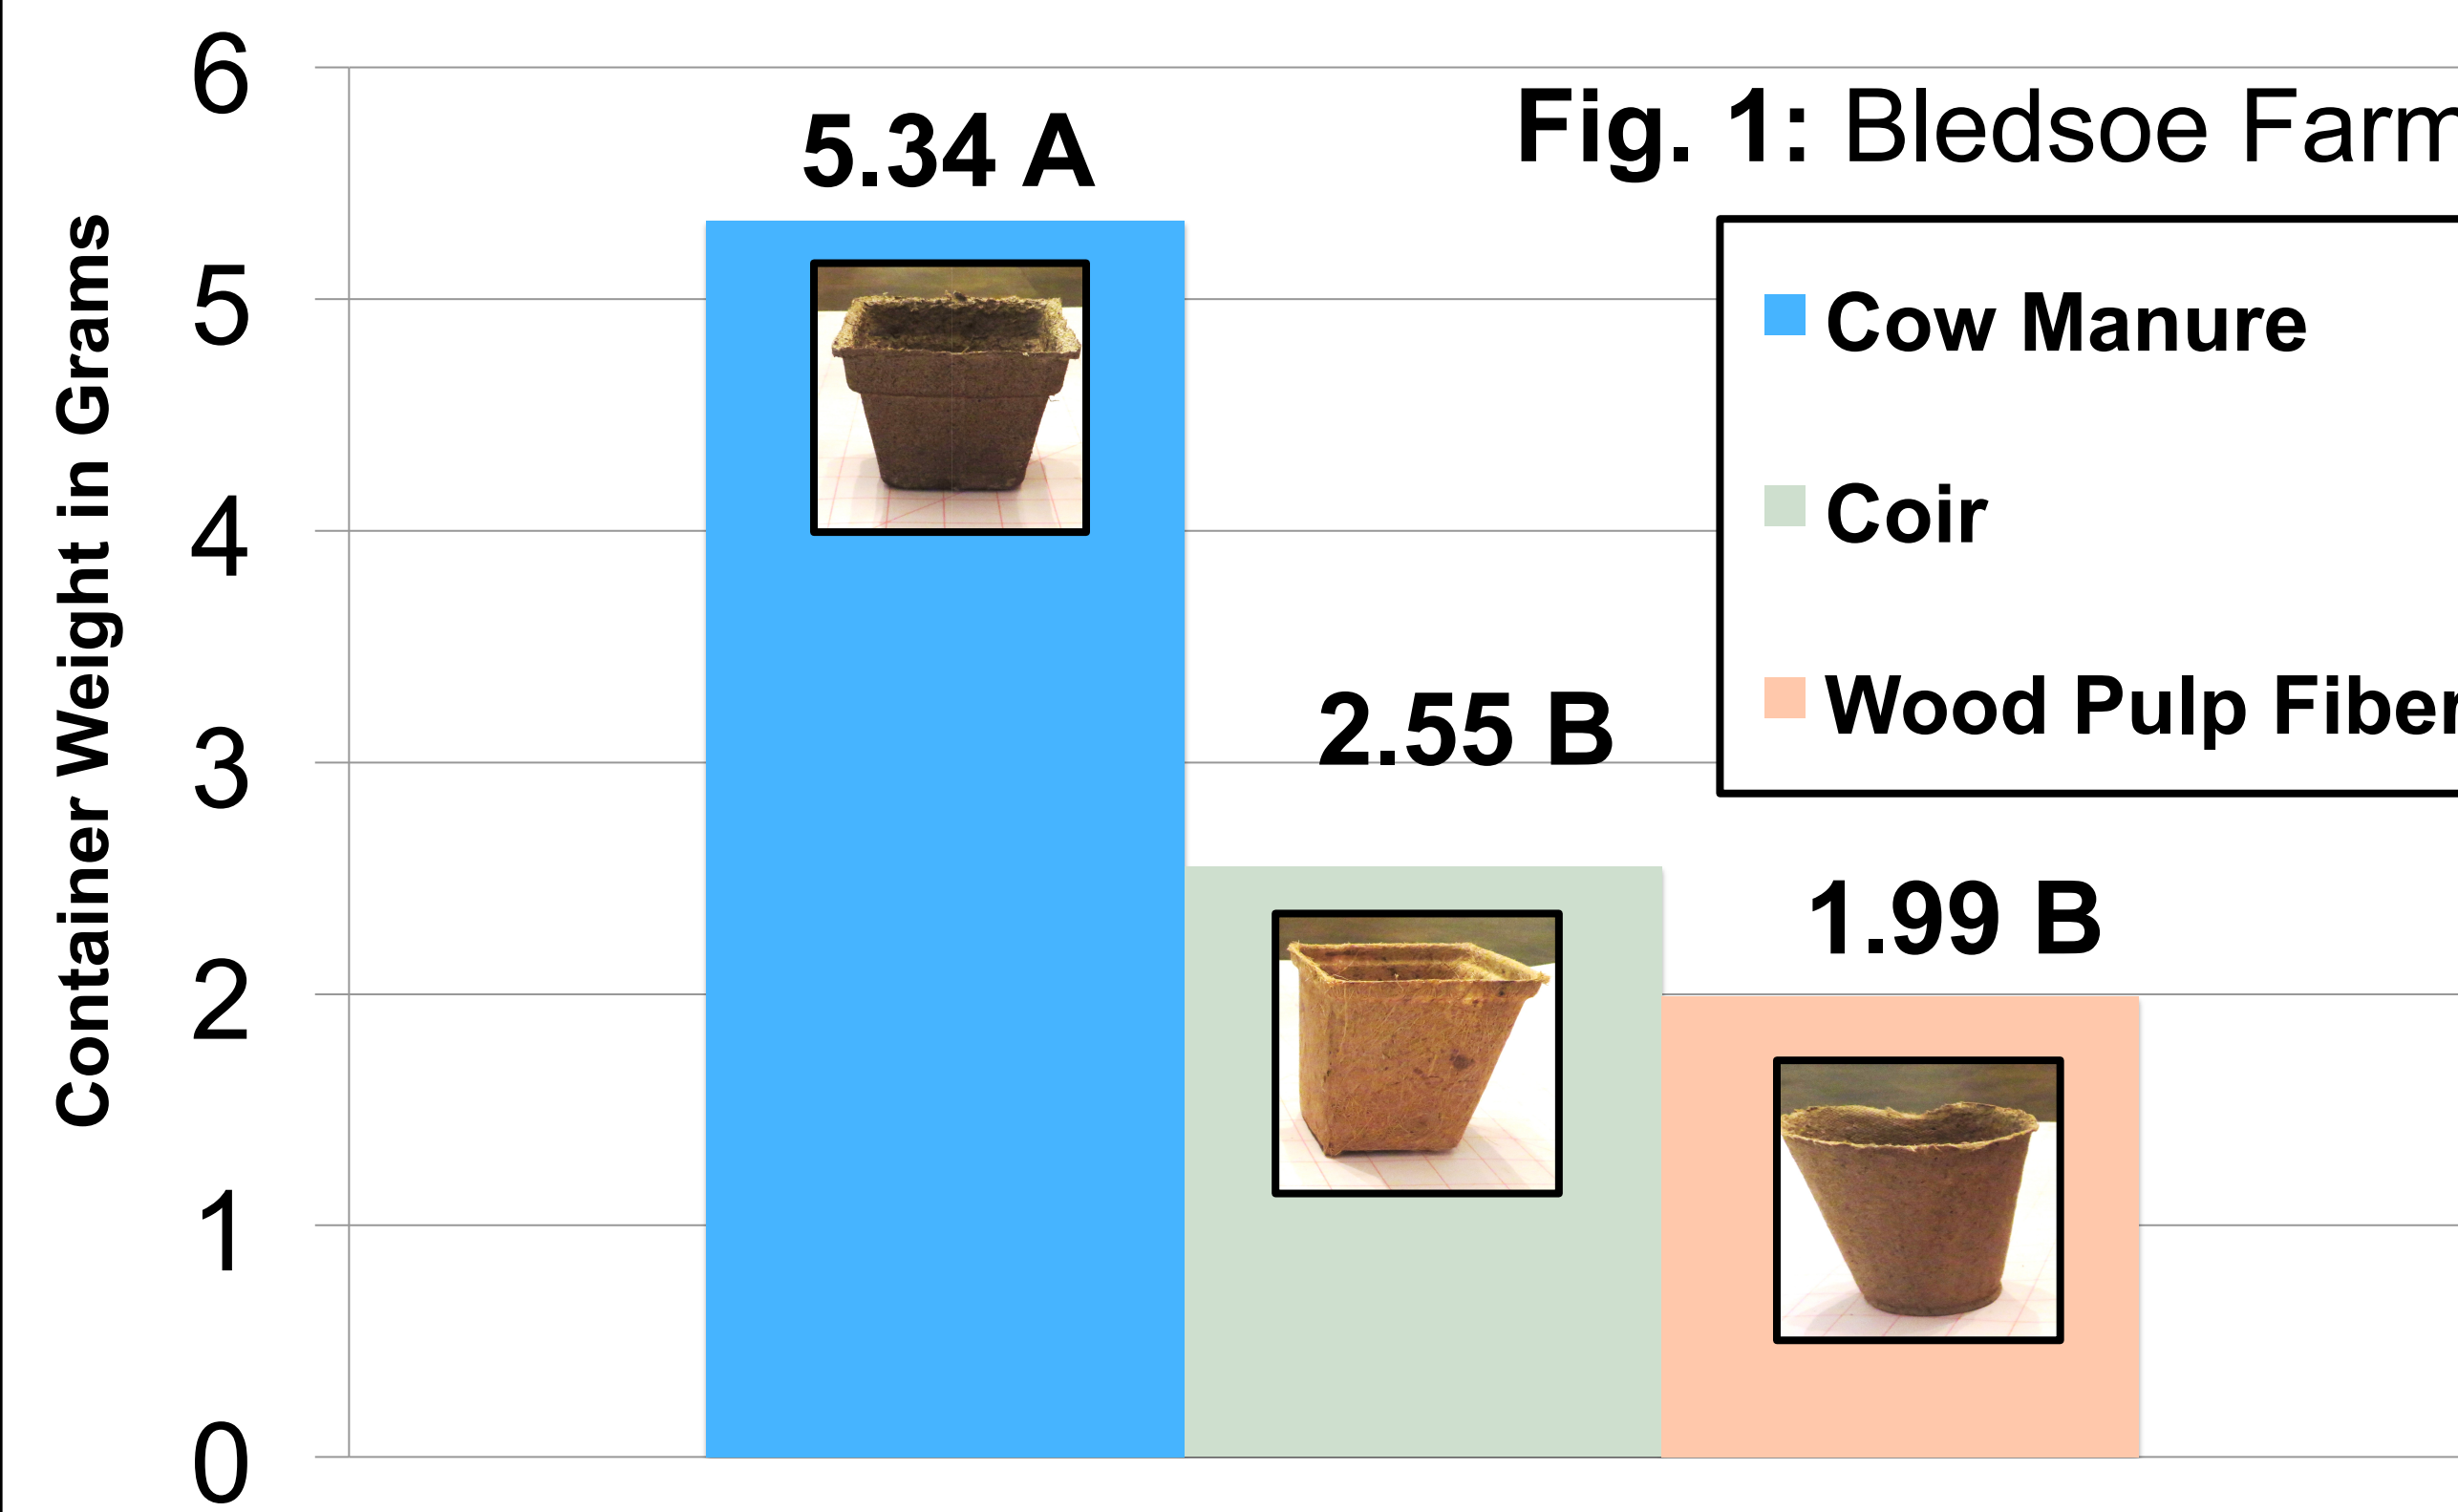 Fig. 1: Bledsoe Farm
Container Weight in Grams
6
5
4
3
2
1
0
5.34 A
2.55 B
1.99 B
Cow Manure
Coir
Wood Pulp Fiber